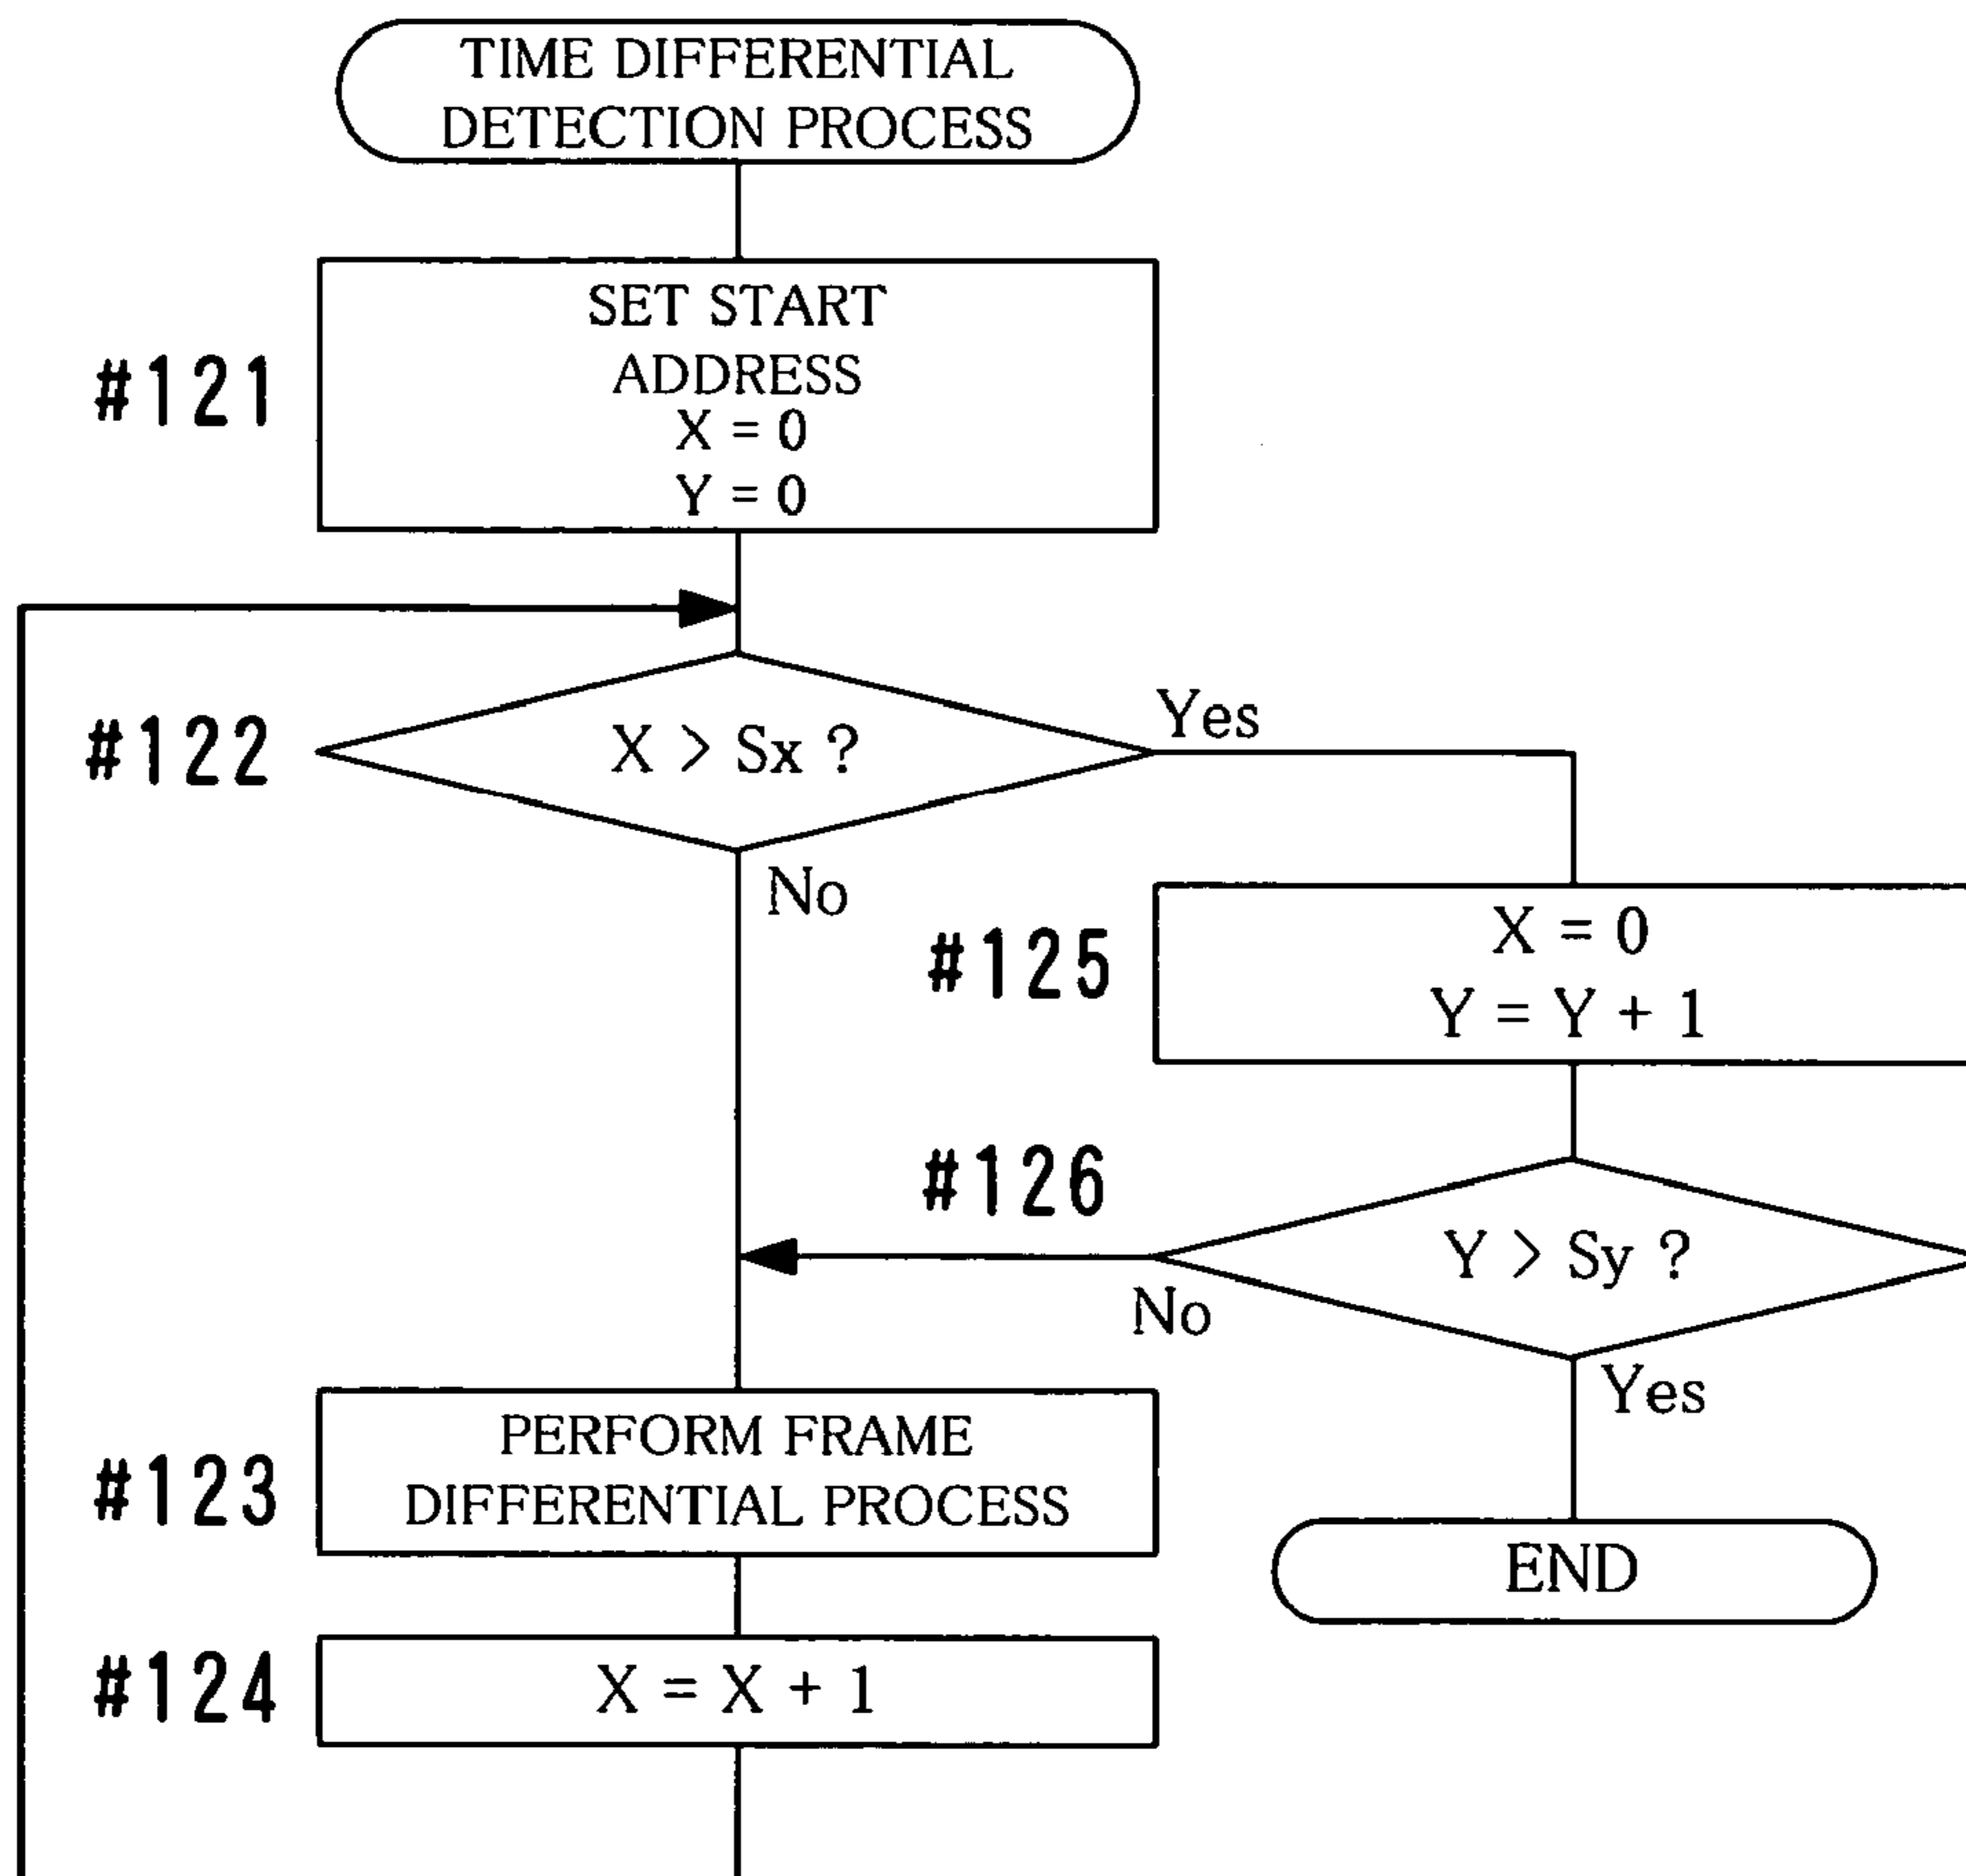 TIME DIFFERENTIAL
DETECTION PROCESS
#121
SET START
ADDRESS
X = 0
Y = 0
#122
X > Sx ?
Yes
No
#125
X = 0
Y = Y + 1
#126
Y > Sy ?
No
Yes
#123
PERFORM FRAME
DIFFERENTIAL PROCESS
END
#124
X = X + 1